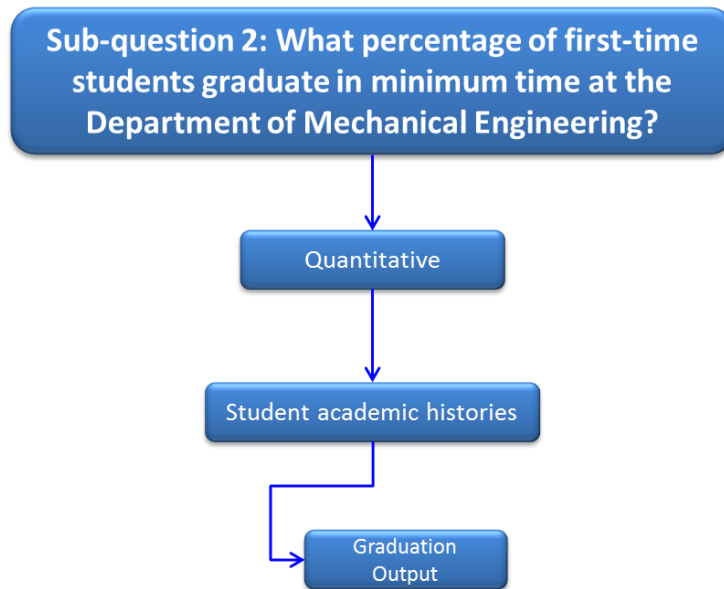 Sub-question 2: What percentage of first-time
students graduate in minimum time at the
Department of Mechanical Engineering?
Quantitative
Student academic histories
Graduation
Output